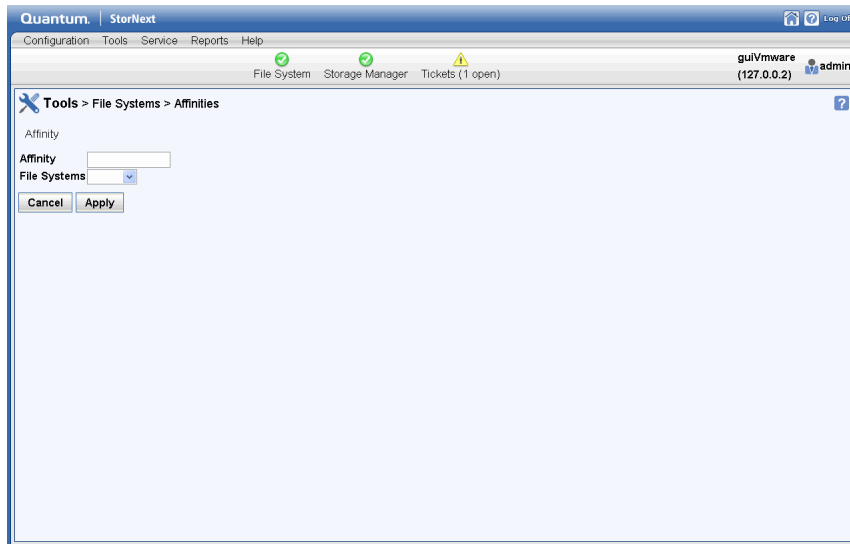 Quantum. StorNext
Log Of
Configuration Tools Service Reports Help
File System Storage Manager Tickets (1 open)
guiVmware
(127.0.0.2)
admin
Tools > File Systems > Affinities
Affinity
Affinity
File Systems
Cancel Apply